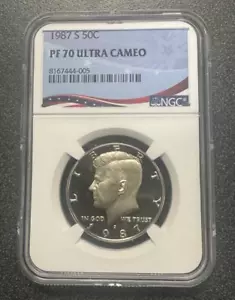 1987 S 50C
PF 70 ULTRA CAMEO
8167444-005
NGC
LIBERTY
IN GOD WE TRUST
S
1987